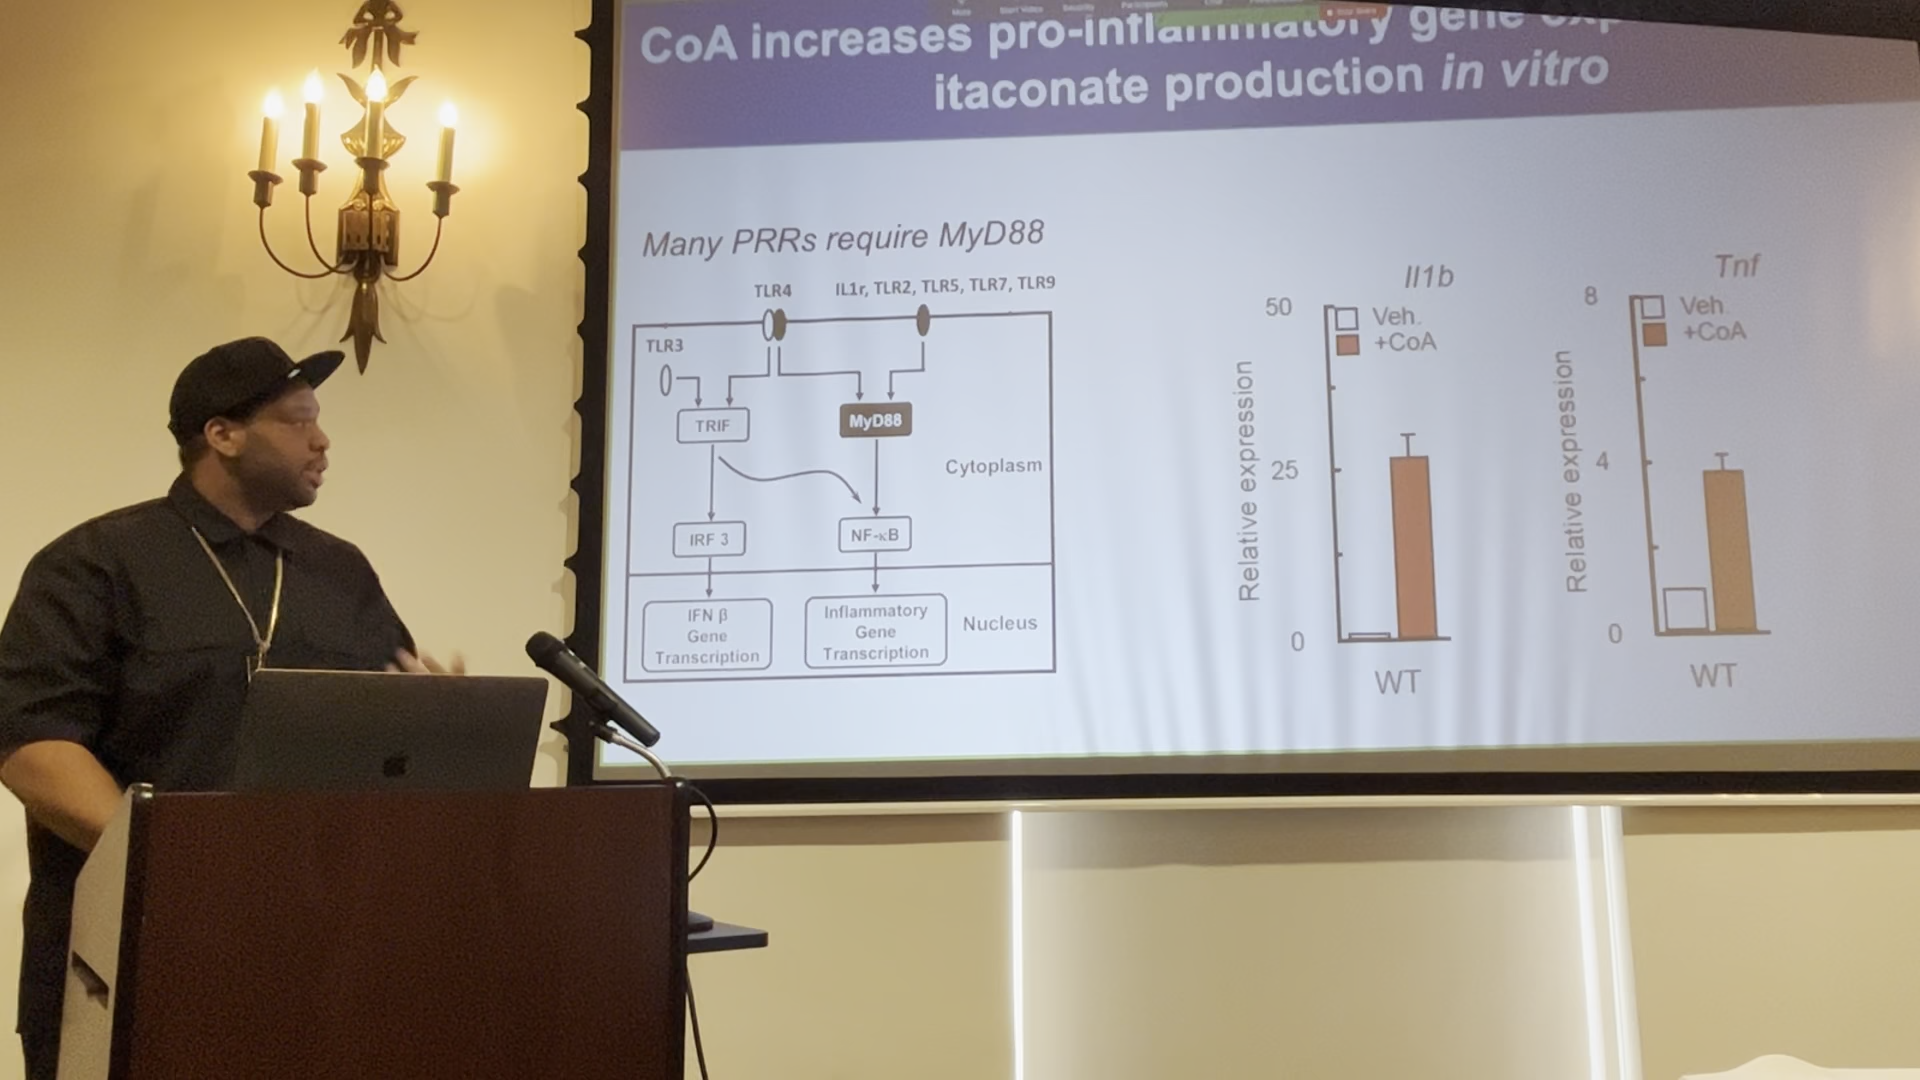 CoA increases pro-inflammatory gene
itaconate production in vitro
Many PRRs require MyD88
TLR4
IL1r, TLR2, TLR5, TLR7, TLR9
TLR3
TRIF
MyD88
Cytoplasm
IRF 3
NF-κB
IFN β
Gene
Transcription
Inflammatory
Gene
Transcription
Nucleus
Il1b
50
Veh.
+CoA
Relative expression
25
0
WT
Tnf
8
Veh.
+CoA
Relative expression
4
0
WT